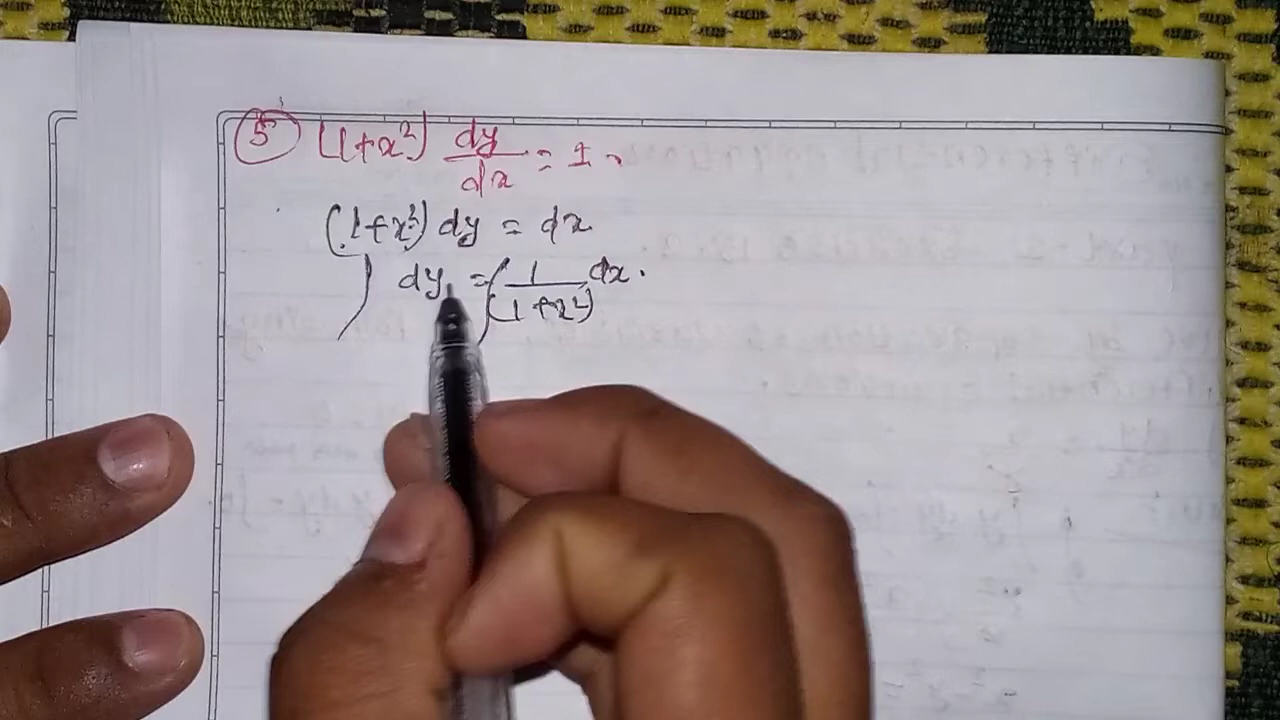 5 (1+x²) dy/dx = 1.
(1+x²) dy = dx
∫ dy = ∫ 1/(1+x²) dx.